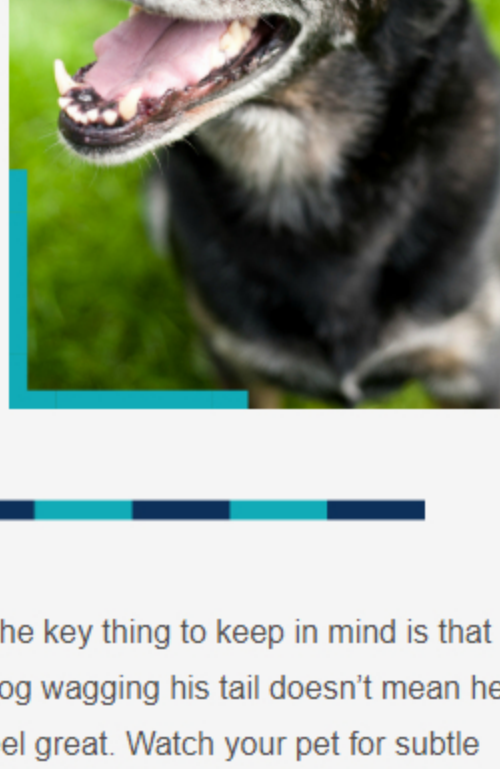 he key thing to keep in mind is that
og wagging his tail doesn’t mean he
el great. Watch your pet for subtle